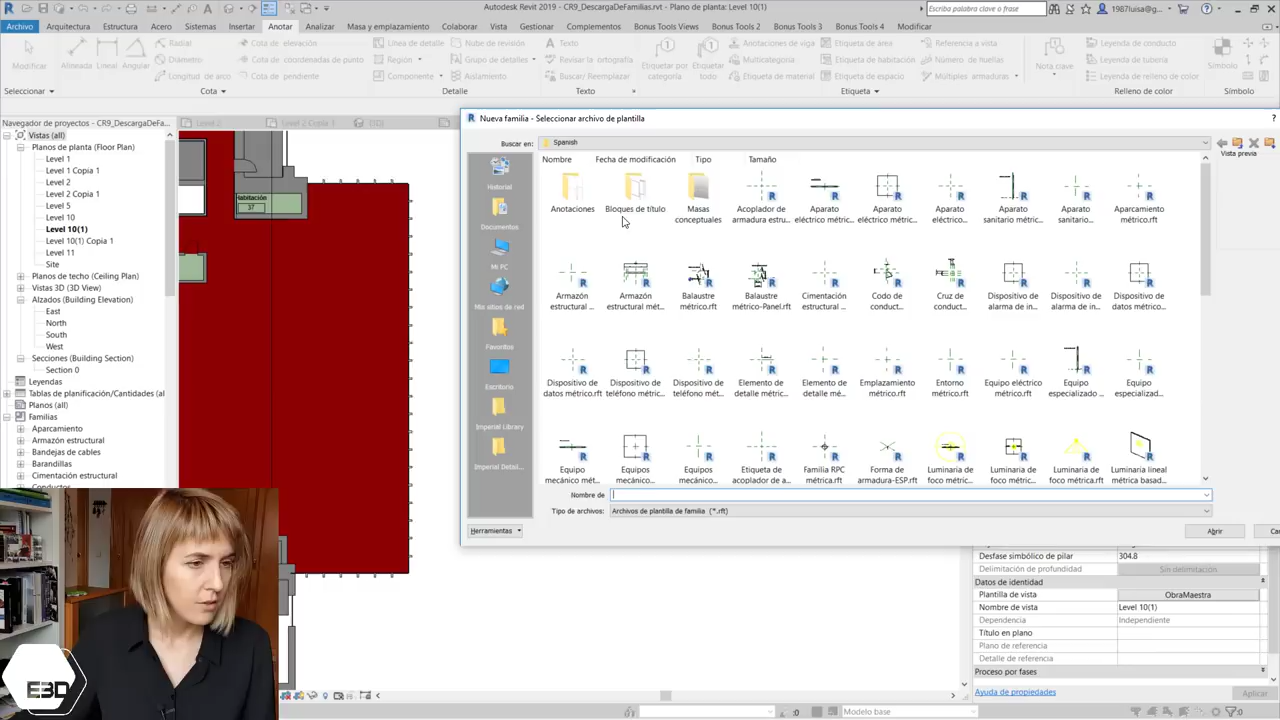 Autodesk Revit 2019 - CR9_DescargaDeFamilias.rvt - Plano de planta: Level 10(1)
Escriba palabra clave o frase
1987luisa@g...
Archivo Arquitectura Estructura Acero Sistemas Insertar Anotar Analizar Masa y emplazamiento Colaborar Vista Gestionar Complementos Bonus Tools Views Bonus Tools 2 Bonus Tools 3 Bonus Tools 4 Modificar
Modificar
Alineada Lineal Angular
Radial
Diámetro
Longitud de arco
Cota de elevación
Cota de coordenadas de punto
Cota de pendiente
Línea de detalle
Región
Componente
Nube de revisión
Grupo de detalles
Aislamiento
Texto
Revisar la ortografía
Buscar/ Reemplazar
Etiquetar por categoría
Etiquetar todo
Anotaciones de viga
Multicategoría
Etiqueta de material
Etiqueta de área
Etiqueta de habitación
Etiqueta de espacio
Referencia a vista
Número de huellas
Múltiples armaduras
Nota clave
Leyenda de conducto
Leyenda de tubería
Leyenda de relleno de color
Símbolo
Seleccionar
Cota
Detalle
Texto
Etiqueta
Relleno de color
Símbolo
Navegador de proyectos - CR9_DescargaDeFa...
Level 2
Level 2 Copia 1
{3D}
Vistas (all)
Planos de planta (Floor Plan)
Level 1
Level 1 Copia 1
Level 2
Level 2 Copia 1
Level 5
Level 10
Level 10(1)
Level 10(1) Copia 1
Level 11
Site
Planos de techo (Ceiling Plan)
Vistas 3D (3D View)
Alzados (Building Elevation)
East
North
South
West
Secciones (Building Section)
Section 0
Leyendas
Tablas de planificación/Cantidades (al
Planos (all)
Familias
Aparcamiento
Armazón estructural
Bandejas de cables
Barandillas
Cimentación estructural
Conductos
Habitación
37
Nueva familia - Seleccionar archivo de plantilla
?
Buscar en: Spanish
Vista previa
Nombre Fecha de modificación Tipo Tamaño
Historial
Documentos
Mi PC
Mis sitios de red
Favoritos
Escritorio
Imperial Library
Imperial Detail...
Anotaciones
Bloques de título
Masas conceptuales
Acoplador de armadura estru...
Aparato eléctrico métric...
Aparato eléctrico métric...
Aparato eléctrico...
Aparato sanitario métric...
Aparato sanitario...
Aparcamiento métrico.rft
Armazón estructural ...
Armazón estructural mét...
Balaustre métrico.rft
Balaustre métrico-Panel.rft
Cimentación estructural ...
Codo de conduct...
Cruz de conduct...
Dispositivo de alarma de in...
Dispositivo de alarma de in...
Dispositivo de datos métrico...
Dispositivo de datos métrico.rft
Dispositivo de teléfono métric...
Dispositivo de teléfono mét...
Elemento de detalle métric...
Elemento de detalle mé...
Emplazamiento métrico.rft
Entorno métrico.rft
Equipo eléctrico métrico.rft
Equipo especializado ...
Equipo especializad...
Equipo mecánico mét...
Equipos mecánico...
Equipos mecánico...
Etiqueta de acoplador de a...
Familia RPC métrica.rft
Forma de armadura-ESP.rft
Luminaria de foco métric...
Luminaria de foco métric...
Luminaria de foco métrica.rft
Luminaria lineal métrica basad...
Nombre de
Tipo de archivos: Archivos de plantilla de familia (*.rft)
Herramientas
Abrir
Can
Desfase simbólico de pilar 304.8
Delimitación de profundidad Sin delimitación
Datos de identidad
Plantilla de vista ObraMaestra
Nombre de vista Level 10(1)
Dependencia Independiente
Título en plano
Plano de referencia
Detalle de referencia
Proceso por fases
Ayuda de propiedades
Aplicar
:0
Modelo base
:0
E3D